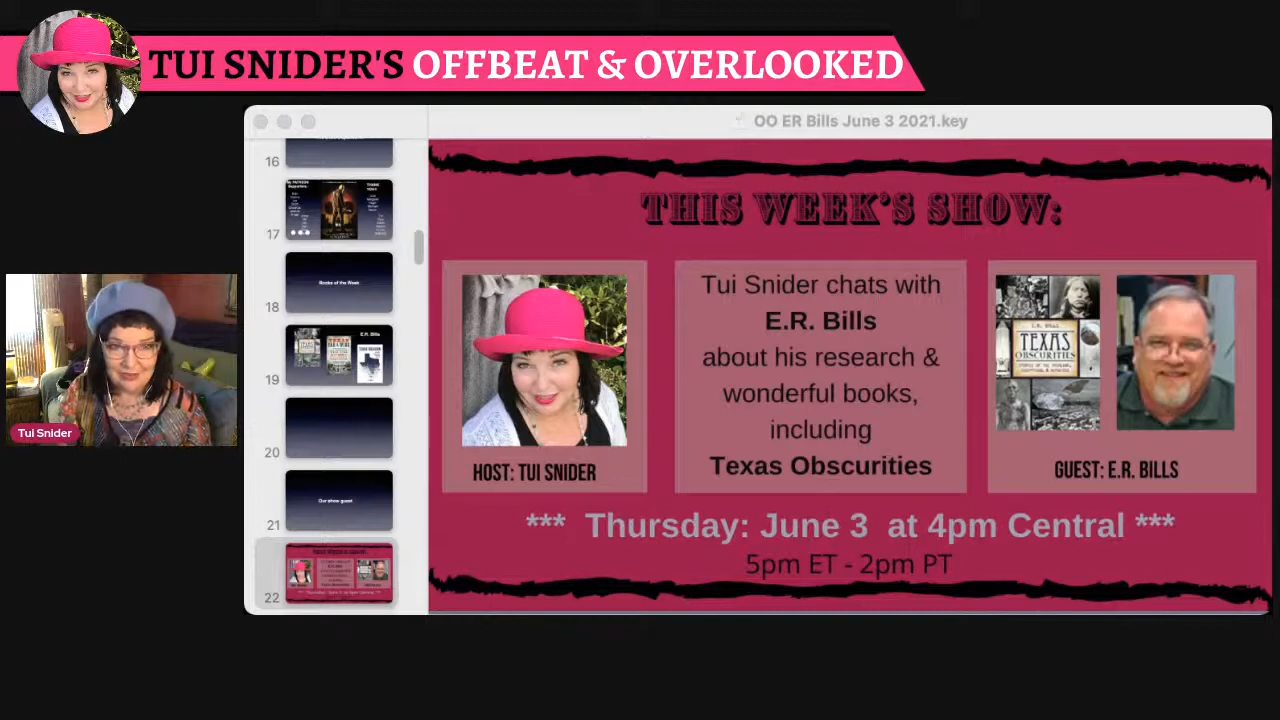 TUI SNIDER'S OFFBEAT & OVERLOOKED
OO ER Bills June 3 2021.key
16
17
18
Books of the Week
19
E.R. Bills
20
21
Our show guest
22
Tui Snider
THIS WEEK'S SHOW:
HOST: TUI SNIDER
Tui Snider chats with
E.R. Bills
about his research &
wonderful books,
including
Texas Obscurities
E.R. BILLS
TEXAS
OBSCURITIES
GUEST: E.R. BILLS
*** Thursday: June 3 at 4pm Central ***
5pm ET - 2pm PT